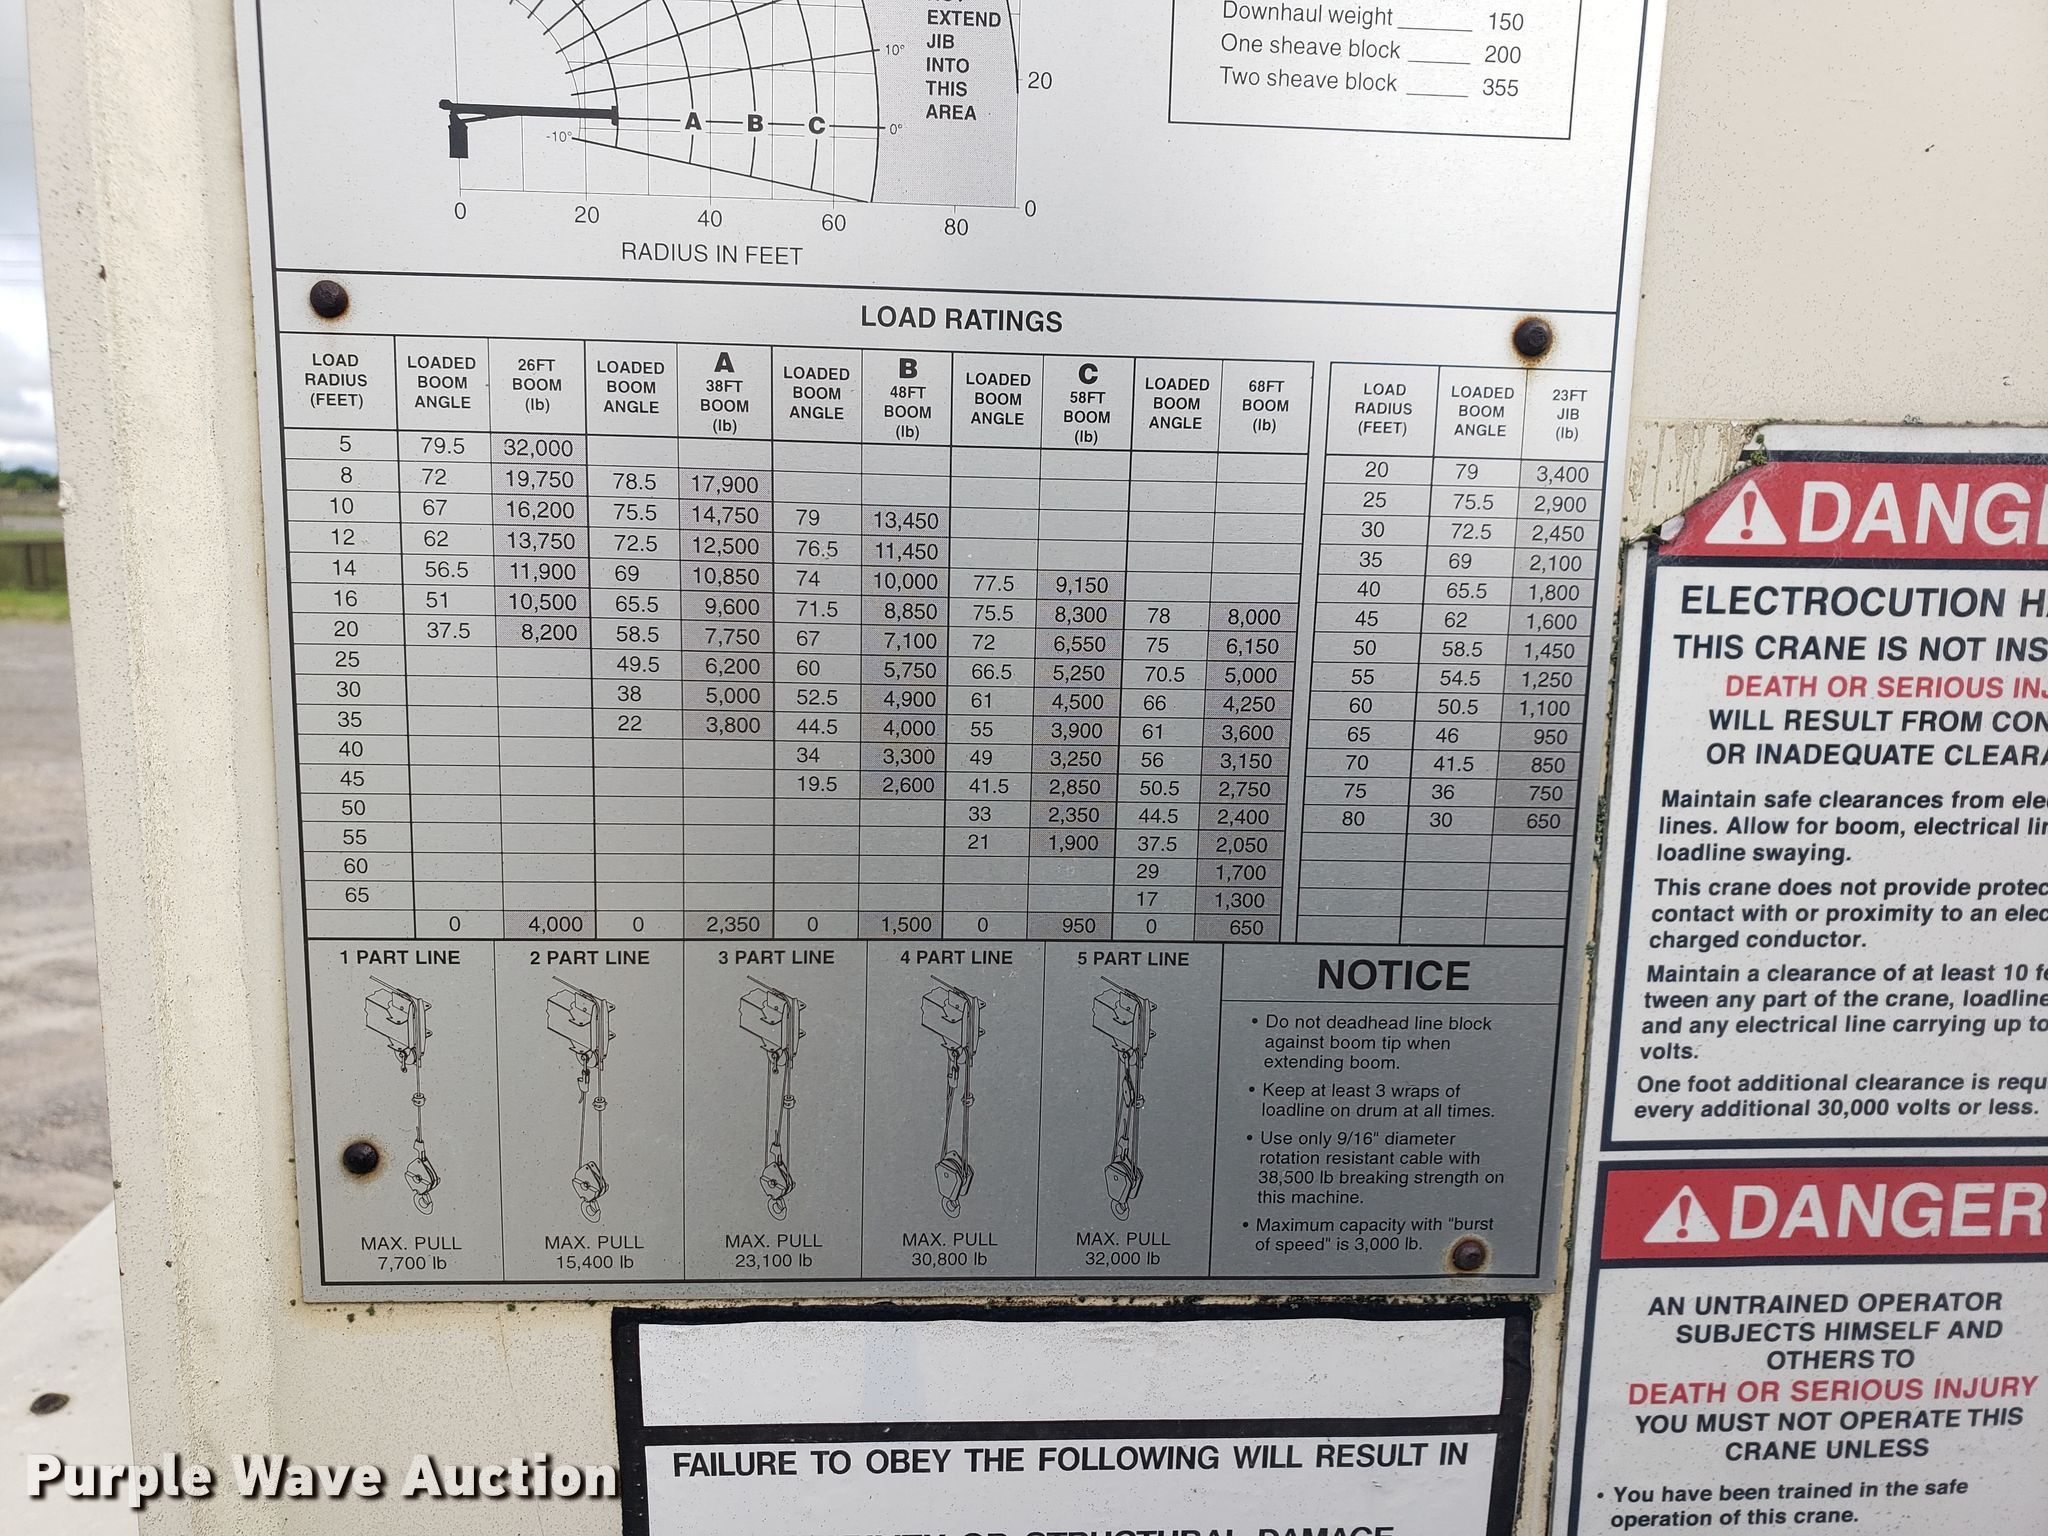 EXTEND
JIB
INTO
THIS
AREA
10°
0°
-10°
A B C
20
0
0 20 40 60 80
RADIUS IN FEET
Downhaul weight 150
One sheave block 200
Two sheave block 355
LOAD RATINGS
LOAD RADIUS (FEET) LOADED BOOM ANGLE 26FT BOOM (lb) LOADED BOOM ANGLE A 38FT BOOM (lb) LOADED BOOM ANGLE B 48FT BOOM (lb) LOADED BOOM ANGLE C 58FT BOOM (lb) LOADED BOOM ANGLE 68FT BOOM (lb)
5 79.5 32,000
8 72 19,750 78.5 17,900
10 67 16,200 75.5 14,750 79 13,450
12 62 13,750 72.5 12,500 76.5 11,450
14 56.5 11,900 69 10,850 74 10,000 77.5 9,150
16 51 10,500 65.5 9,600 71.5 8,850 75.5 8,300 78 8,000
20 37.5 8,200 58.5 7,750 67 7,100 72 6,550 75 6,150
25 49.5 6,200 60 5,750 66.5 5,250 70.5 5,000
30 38 5,000 52.5 4,900 61 4,500 66 4,250
35 22 3,800 44.5 4,000 55 3,900 61 3,600
40 34 3,300 49 3,250 56 3,150
45 19.5 2,600 41.5 2,850 50.5 2,750
50 33 2,350 44.5 2,400
55 21 1,900 37.5 2,050
60 29 1,700
65 17 1,300
0 4,000 0 2,350 0 1,500 0 950 0 650
LOAD RADIUS (FEET) LOADED BOOM ANGLE 23FT JIB (lb)
20 79 3,400
25 75.5 2,900
30 72.5 2,450
35 69 2,100
40 65.5 1,800
45 62 1,600
50 58.5 1,450
55 54.5 1,250
60 50.5 1,100
65 46 950
70 41.5 850
75 36 750
80 30 650
1 PART LINE
MAX. PULL
7,700 lb
2 PART LINE
MAX. PULL
15,400 lb
3 PART LINE
MAX. PULL
23,100 lb
4 PART LINE
MAX. PULL
30,800 lb
5 PART LINE
MAX. PULL
32,000 lb
NOTICE
• Do not deadhead line block
against boom tip when
extending boom.
• Keep at least 3 wraps of
loadline on drum at all times.
• Use only 9/16" diameter
rotation resistant cable with
38,500 lb breaking strength on
this machine.
• Maximum capacity with "burst
of speed" is 3,000 lb.
DANG
ELECTROCUTION H
THIS CRANE IS NOT INS
DEATH OR SERIOUS INJ
WILL RESULT FROM CON
OR INADEQUATE CLEARA
Maintain safe clearances from ele
lines. Allow for boom, electrical lin
loadline swaying.
This crane does not provide protec
contact with or proximity to an elec
charged conductor.
Maintain a clearance of at least 10 fe
tween any part of the crane, loadline
and any electrical line carrying up to
volts.
One foot additional clearance is requ
every additional 30,000 volts or less.
DANGER
AN UNTRAINED OPERATOR
SUBJECTS HIMSELF AND
OTHERS TO
DEATH OR SERIOUS INJURY
YOU MUST NOT OPERATE THIS
CRANE UNLESS
• You have been trained in the safe
operation of this crane.
FAILURE TO OBEY THE FOLLOWING WILL RESULT IN
OR STRUCTURAL DAMAGE
Purple Wave Auction